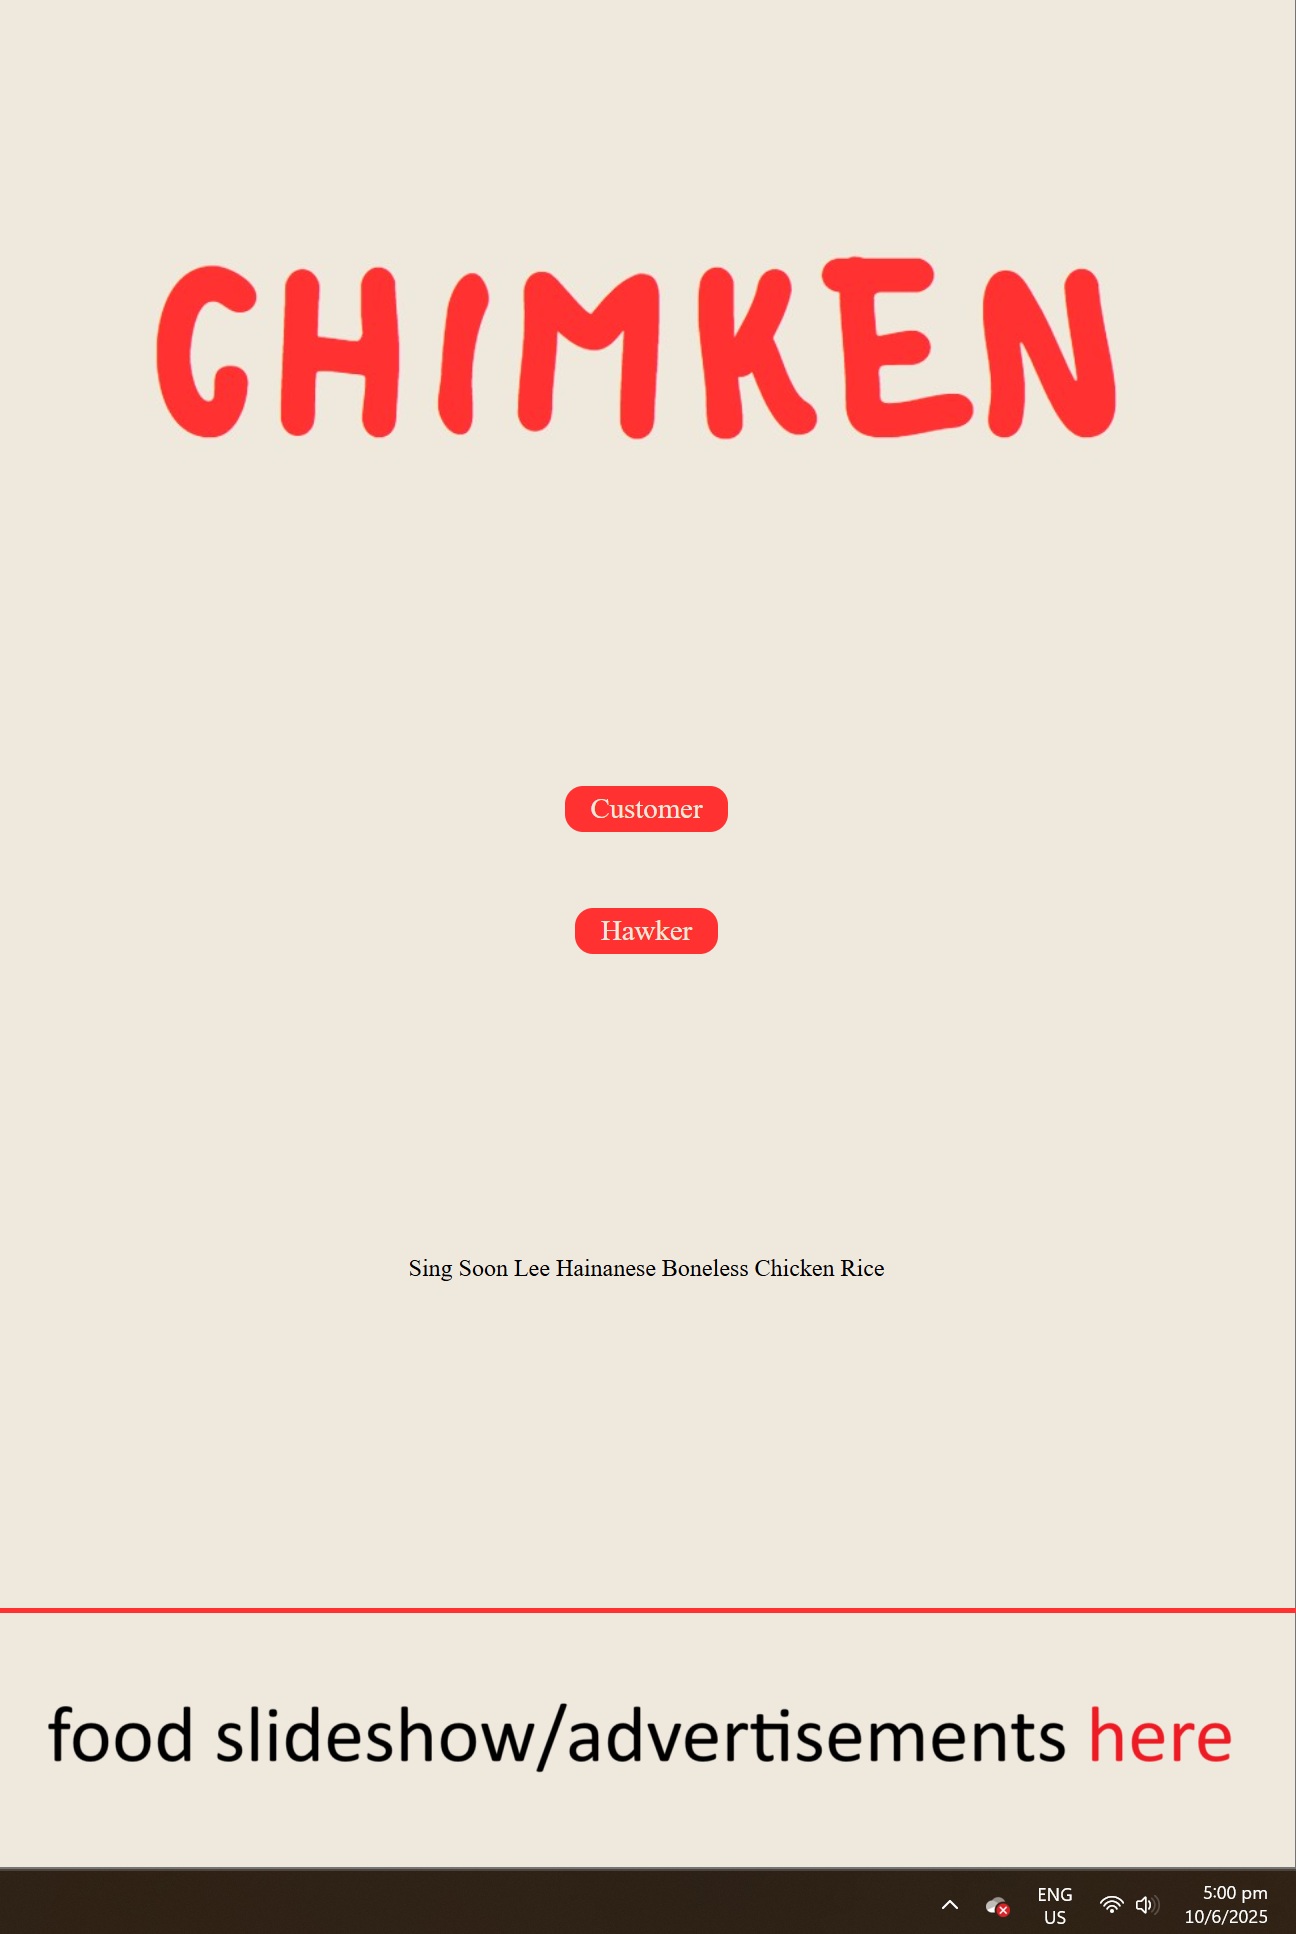 CHIMKEN
Customer
Hawker
Sing Soon Lee Hainanese Boneless Chicken Rice
food slideshow/advertisements here
ENG
US
5:00 pm
10/6/2025